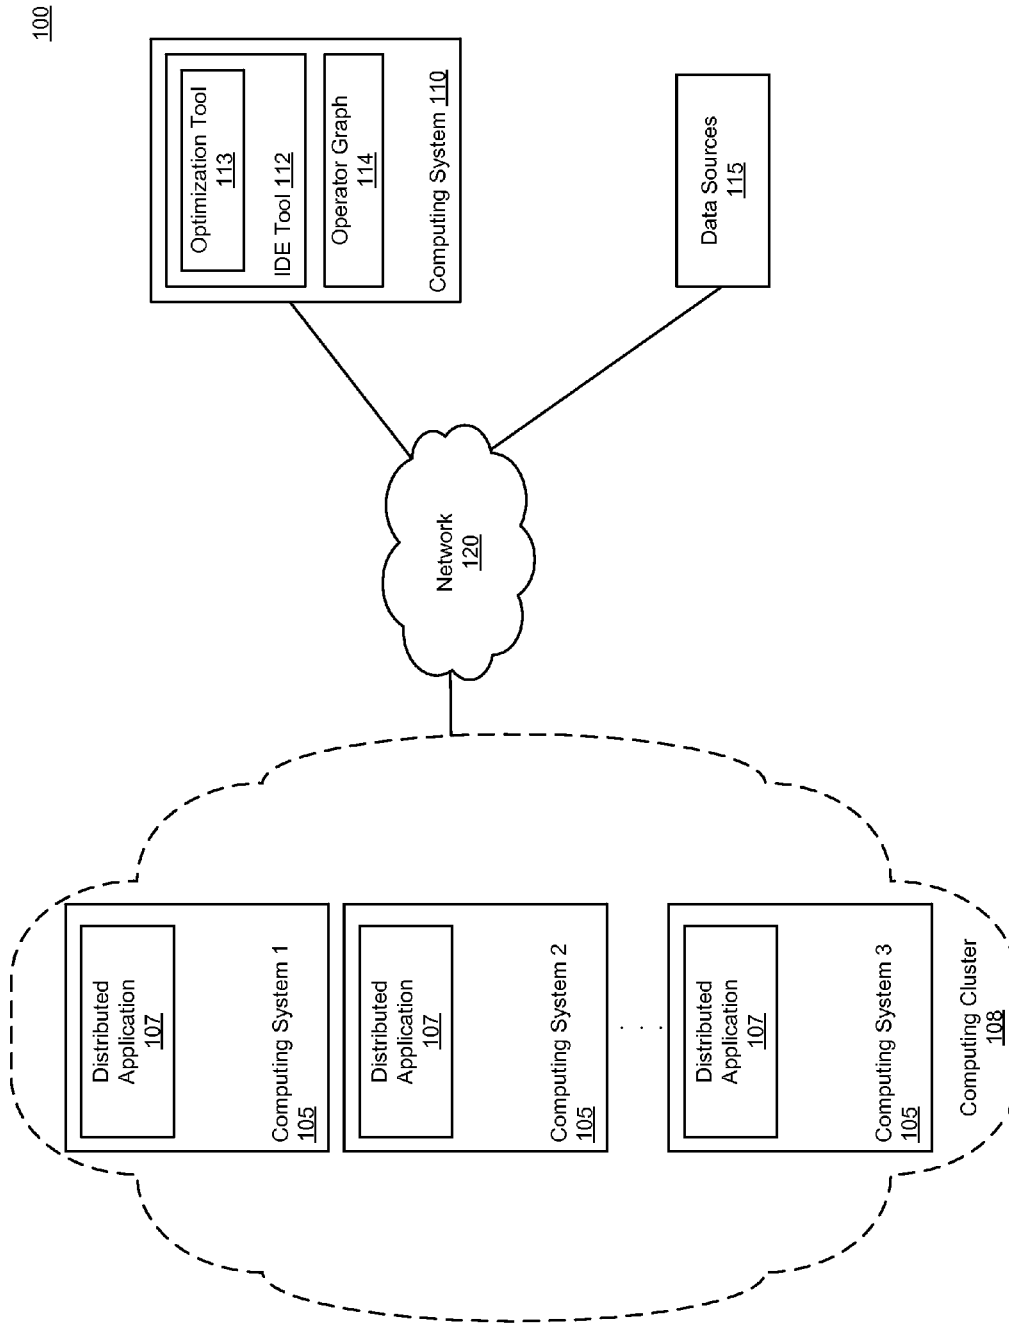 100
Distributed
Application
107
Computing System 1
105
Distributed
Application
107
Computing System 2
105
. . .
Distributed
Application
107
Computing System 3
105
Computing Cluster
108
Network
120
Optimization Tool
113
IDE Tool 112
Operator Graph
114
Computing System 110
Data Sources
115